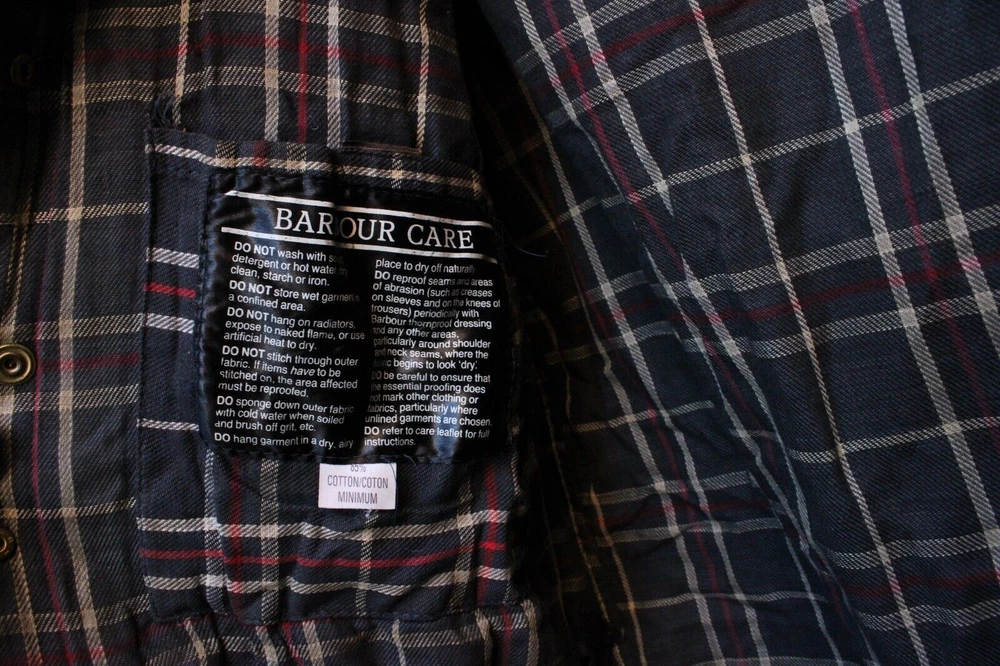 BARBOUR CARE
DO NOT wash with
detergent or hot water, in
clean, starch or iron.
DO NOT store wet garments in
a confined area.
DO NOT hang on radiators,
expose to naked flame, or use
artificial heat to dry.
DO NOT stitch through outer
fabric. If items have to be
stitched on, the area affected
must be reproofed.
DO sponge down outer fabric
with cold water when soiled
and brush off grit, etc.
DO hang garment in a dry, airy
place to dry off naturally
DO reproof seams and areas
of abrasion (such as creases
on sleeves and on the knees of
trousers) periodically with
Barbour thornproof dressing
and any other areas,
particularly around shoulder
and neck seams, where the
begins to look 'dry'.
DO be careful to ensure that
the essential proofing does
not mark other clothing or
fabrics, particularly where
unlined garments are chosen.
DO refer to care leaflet for full
instructions.
85%
COTTON/COTON
MINIMUM